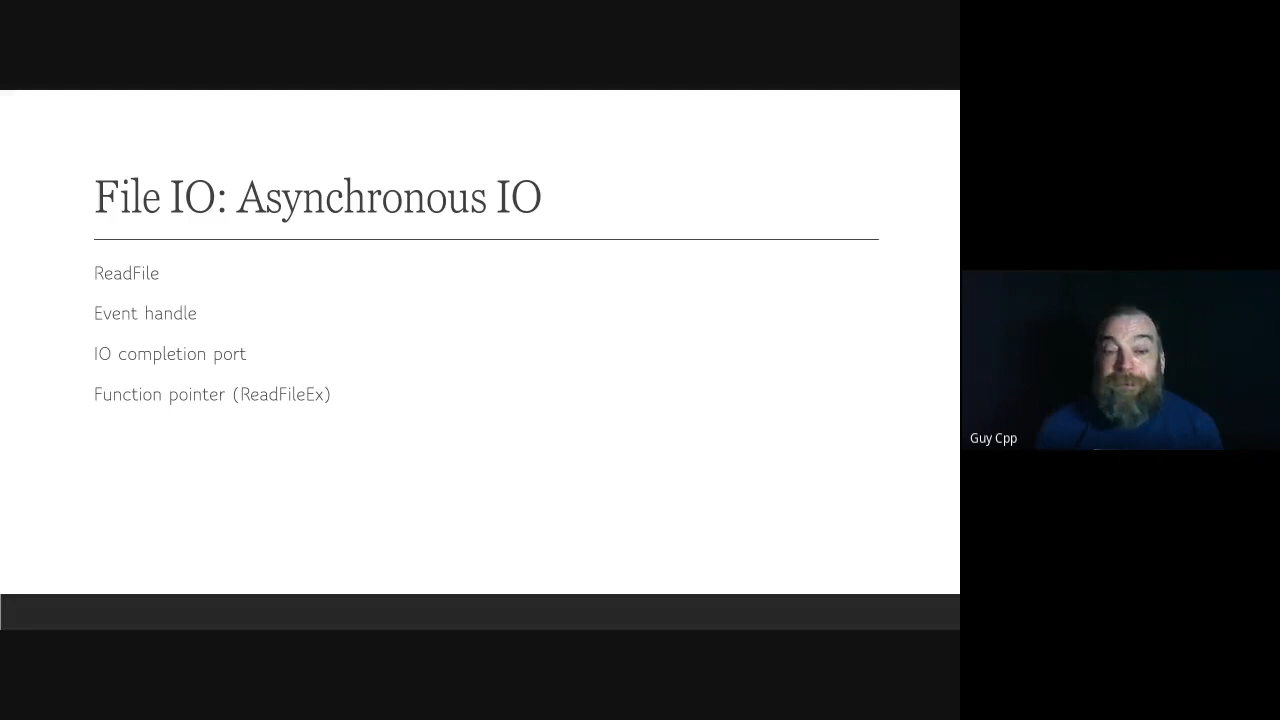 File IO: Asynchronous IO
ReadFile
Event handle
IO completion port
Function pointer (ReadFileEx)
Guy Cpp